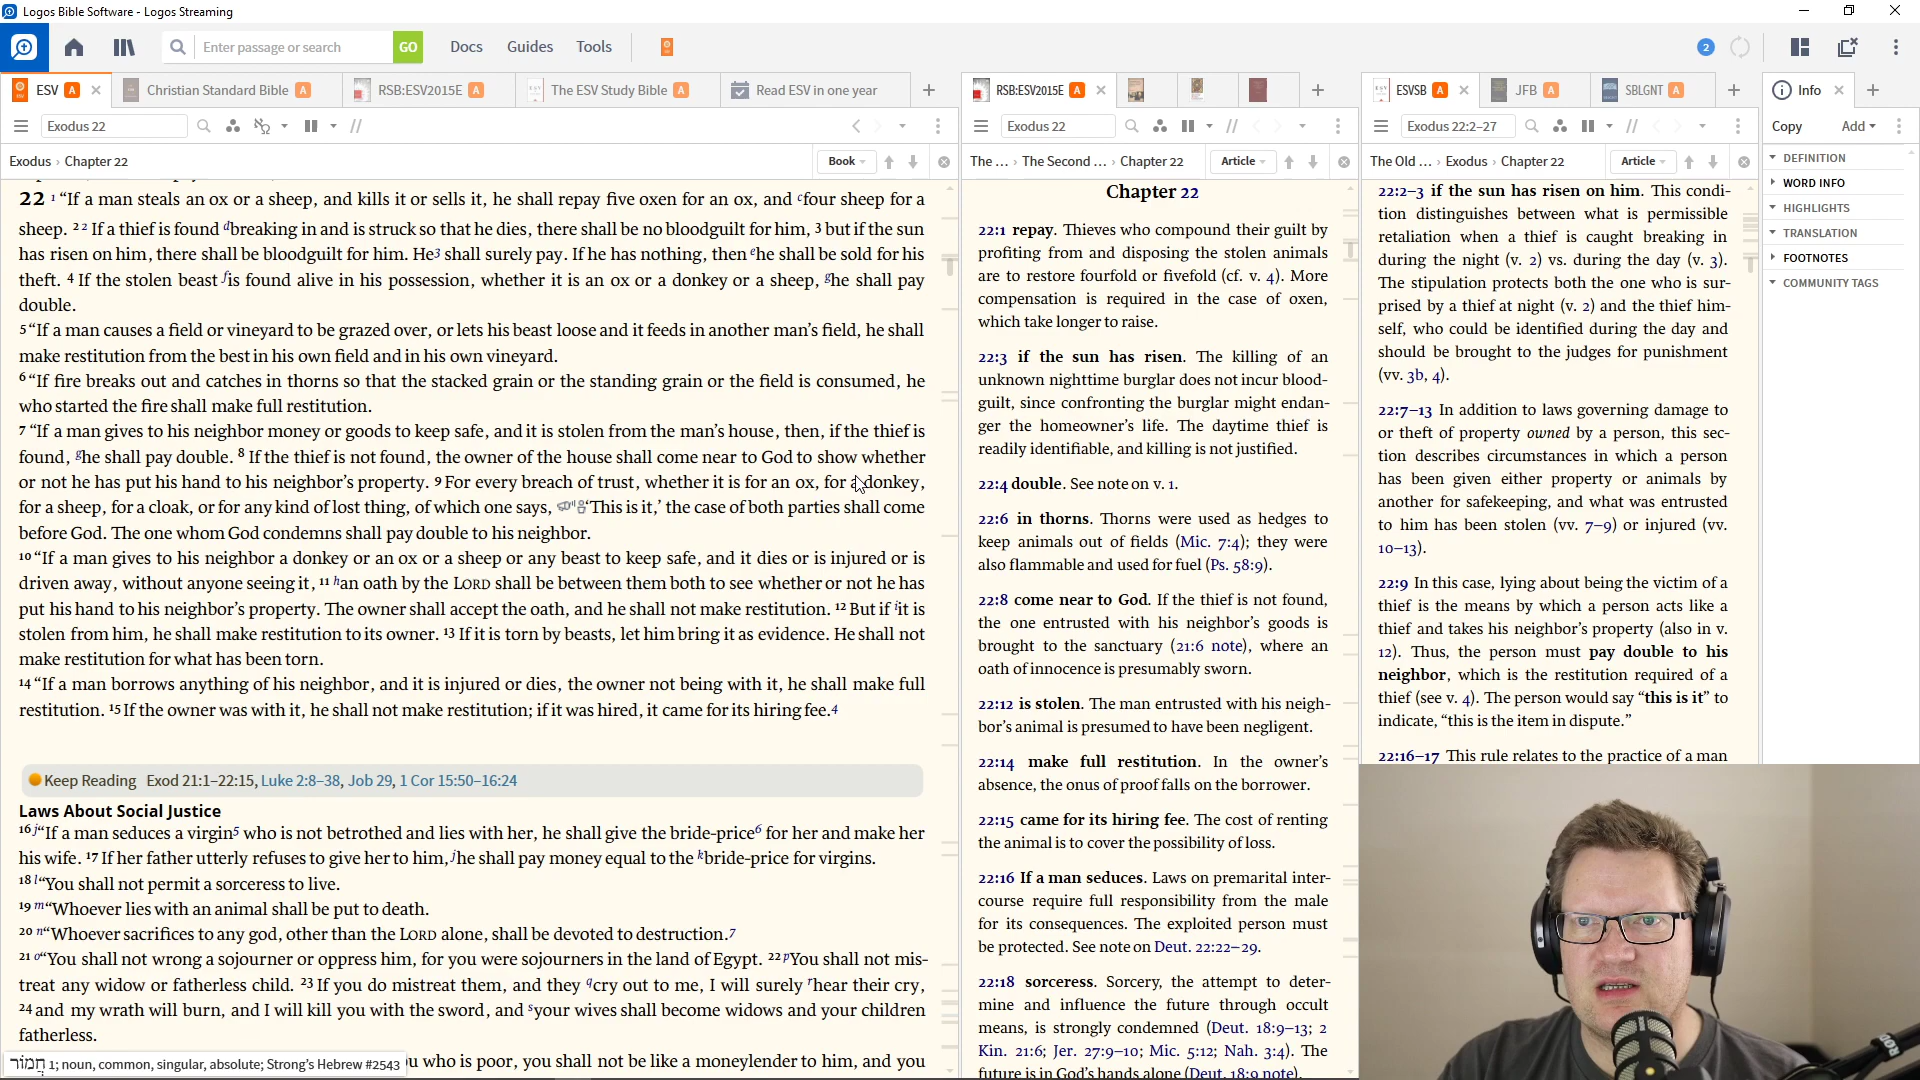 Logos Bible Software - Logos Streaming
Enter passage or search
GO
Docs
Guides
Tools
2
ESV A
Christian Standard Bible A
RSB:ESV2015E A
The ESV Study Bible A
Read ESV in one year
RSB:ESV2015E A
ESVSB A
JFB A
SBLGNT A
Info
Exodus 22
Exodus 22
Exodus 22:2–27
Copy
Add
Exodus › Chapter 22
Book
The ... › The Second ... › Chapter 22
Article
The Old ... › Exodus › Chapter 22
Article
22 1 “If a man steals an ox or a sheep, and kills it or sells it, he shall repay five oxen for an ox, and c four sheep for a
sheep. 2 2 If a thief is found d breaking in and is struck so that he dies, there shall be no bloodguilt for him, 3 but if the sun
has risen on him, there shall be bloodguilt for him. He3 shall surely pay. If he has nothing, then e he shall be sold for his
theft. 4 If the stolen beast f is found alive in his possession, whether it is an ox or a donkey or a sheep, g he shall pay
double.
5 “If a man causes a field or vineyard to be grazed over, or lets his beast loose and it feeds in another man’s field, he shall
make restitution from the best in his own field and in his own vineyard.
6 “If fire breaks out and catches in thorns so that the stacked grain or the standing grain or the field is consumed, he
who started the fire shall make full restitution.
7 “If a man gives to his neighbor money or goods to keep safe, and it is stolen from the man’s house, then, if the thief is
found, g he shall pay double. 8 If the thief is not found, the owner of the house shall come near to God to show whether
or not he has put his hand to his neighbor’s property. 9 For every breach of trust, whether it is for an ox, for a donkey,
for a sheep, for a cloak, or for any kind of lost thing, of which one says, ‘This is it,’ the case of both parties shall come
before God. The one whom God condemns shall pay double to his neighbor.
10 “If a man gives to his neighbor a donkey or an ox or a sheep or any beast to keep safe, and it dies or is injured or is
driven away, without anyone seeing it, 11 h an oath by the LORD shall be between them both to see whether or not he has
put his hand to his neighbor’s property. The owner shall accept the oath, and he shall not make restitution. 12 But if i it is
stolen from him, he shall make restitution to its owner. 13 If it is torn by beasts, let him bring it as evidence. He shall not
make restitution for what has been torn.
14 “If a man borrows anything of his neighbor, and it is injured or dies, the owner not being with it, he shall make full
restitution. 15 If the owner was with it, he shall not make restitution; if it was hired, it came for its hiring fee.4
Keep Reading Exod 21:1–22:15, Luke 2:8–38, Job 29, 1 Cor 15:50–16:24
Laws About Social Justice
16 j “If a man seduces a virgin5 who is not betrothed and lies with her, he shall give the bride-price6 for her and make her
his wife. 17 If her father utterly refuses to give her to him, j he shall pay money equal to the k bride-price for virgins.
18 l “You shall not permit a sorceress to live.
19 m “Whoever lies with an animal shall be put to death.
20 n “Whoever sacrifices to any god, other than the LORD alone, shall be devoted to destruction.7
21 o “You shall not wrong a sojourner or oppress him, for you were sojourners in the land of Egypt. 22 p You shall not mis-
treat any widow or fatherless child. 23 If you do mistreat them, and they q cry out to me, I will surely r hear their cry,
24 and my wrath will burn, and I will kill you with the sword, and s your wives shall become widows and your children
fatherless.
u who is poor, you shall not be like a moneylender to him, and you
חֲמוֹר 1; noun, common, singular, absolute; Strong’s Hebrew #2543
Chapter 22
22:1 repay. Thieves who compound their guilt by
profiting from and disposing the stolen animals
are to restore fourfold or fivefold (cf. v. 4). More
compensation is required in the case of oxen,
which take longer to raise.
22:3 if the sun has risen. The killing of an
unknown nighttime burglar does not incur blood-
guilt, since confronting the burglar might endan-
ger the homeowner’s life. The daytime thief is
readily identifiable, and killing is not justified.
22:4 double. See note on v. 1.
22:6 in thorns. Thorns were used as hedges to
keep animals out of fields (Mic. 7:4); they were
also flammable and used for fuel (Ps. 58:9).
22:8 come near to God. If the thief is not found,
the one entrusted with his neighbor’s goods is
brought to the sanctuary (21:6 note), where an
oath of innocence is presumably sworn.
22:12 is stolen. The man entrusted with his neigh-
bor’s animal is presumed to have been negligent.
22:14 make full restitution. In the owner’s
absence, the onus of proof falls on the borrower.
22:15 came for its hiring fee. The cost of renting
the animal is to cover the possibility of loss.
22:16 If a man seduces. Laws on premarital inter-
course require full responsibility from the male
for its consequences. The exploited person must
be protected. See note on Deut. 22:22–29.
22:18 sorceress. Sorcery, the attempt to deter-
mine and influence the future through occult
means, is strongly condemned (Deut. 18:9–13; 2
Kin. 21:6; Jer. 27:9–10; Mic. 5:12; Nah. 3:4). The
future is in God’s hands alone (Deut. 18:9 note).
22:2–3 if the sun has risen on him. This condi-
tion distinguishes between what is permissible
retaliation when a thief is caught breaking in
during the night (v. 2) vs. during the day (v. 3).
The stipulation protects both the one who is sur-
prised by a thief at night (v. 2) and the thief him-
self, who could be identified during the day and
should be brought to the judges for punishment
(vv. 3b, 4).
22:7–13 In addition to laws governing damage to
or theft of property owned by a person, this sec-
tion describes circumstances in which a person
has been given either property or animals by
another for safekeeping, and what was entrusted
to him has been stolen (vv. 7–9) or injured (vv.
10–13).
22:9 In this case, lying about being the victim of a
thief is the means by which a person acts like a
thief and takes his neighbor’s property (also in v.
12). Thus, the person must pay double to his
neighbor, which is the restitution required of a
thief (see v. 4). The person would say “this is it” to
indicate, “this is the item in dispute.”
22:16–17 This rule relates to the practice of a man
DEFINITION
WORD INFO
HIGHLIGHTS
TRANSLATION
FOOTNOTES
COMMUNITY TAGS